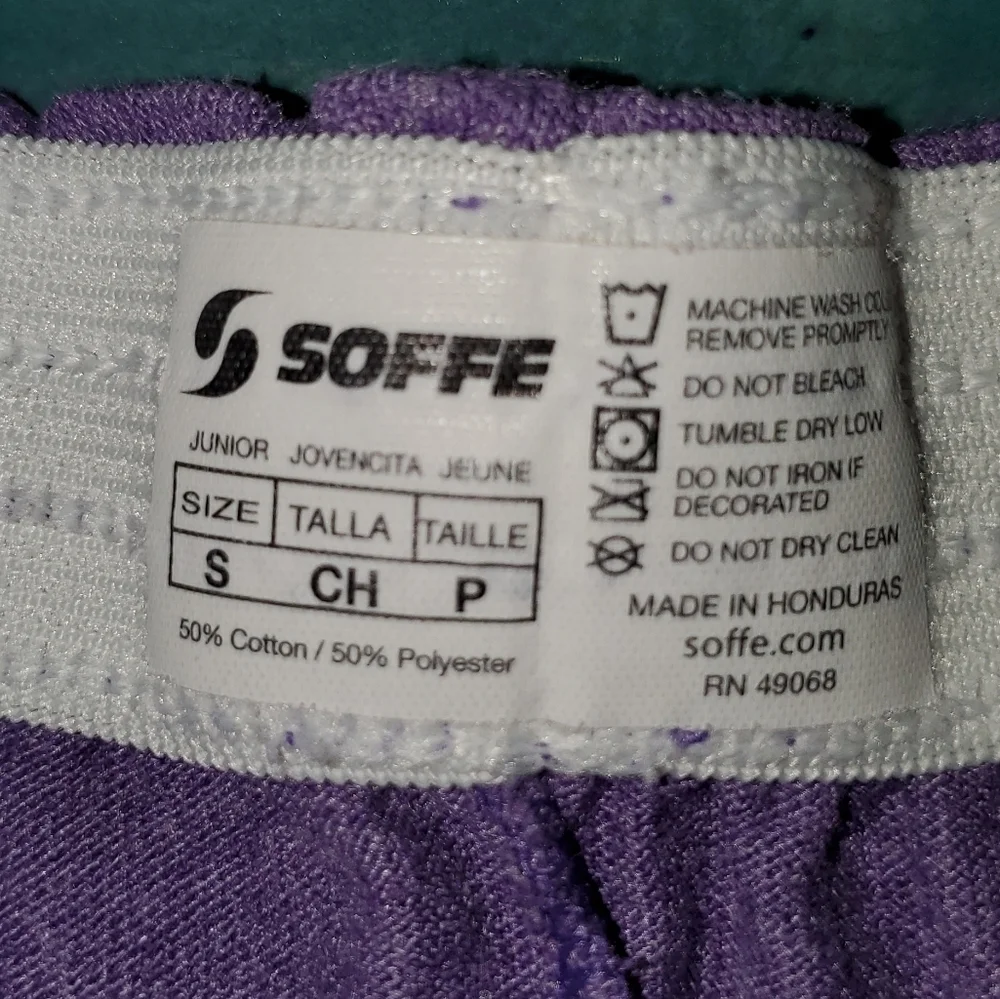 SOFFE
JUNIOR JOVENCITA JEUNE
SIZE TALLA TAILLE
S CH P
50% Cotton / 50% Polyester
MACHINE WASH
REMOVE PROMPTLY
DO NOT BLEACH
TUMBLE DRY LOW
DO NOT IRON IF
DECORATED
DO NOT DRY CLEAN
MADE IN HONDURAS
soffe.com
RN 49068